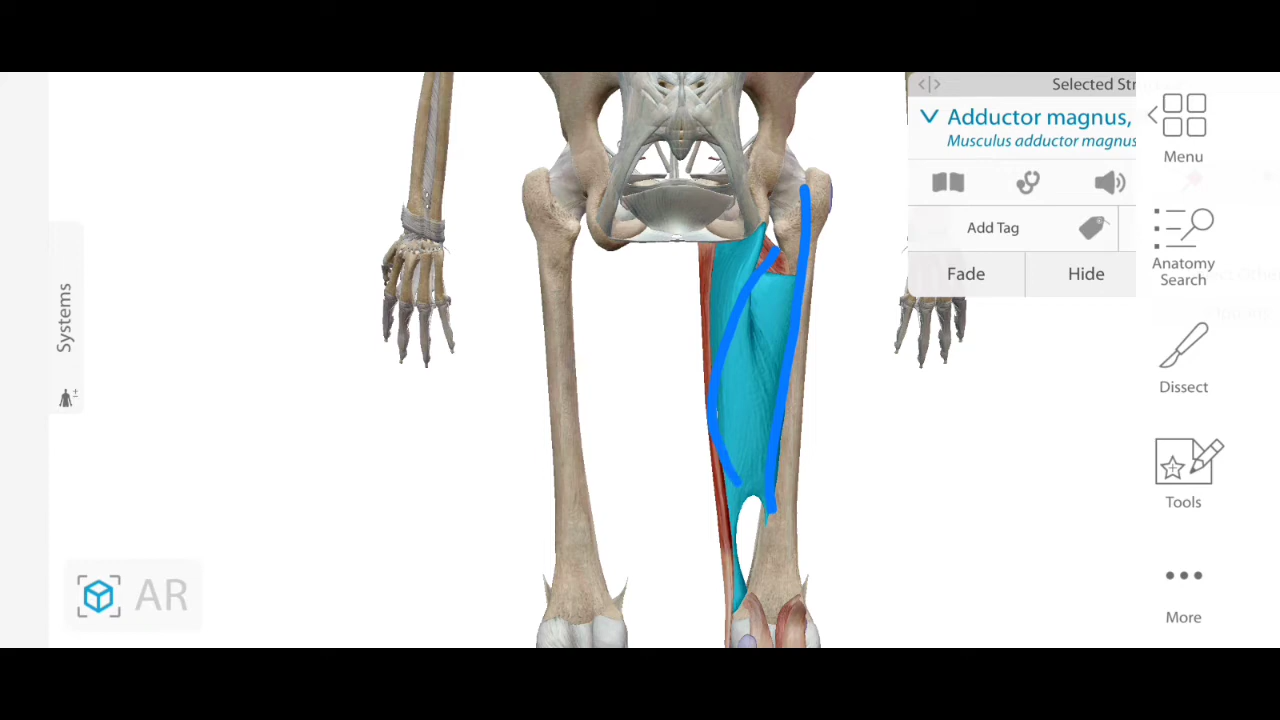 Selected Str
Adductor magnus,
Musculus adductor magnus
Menu
Add Tag
Anatomy
Search
Fade
Hide
Systems
Dissect
Tools
AR
More